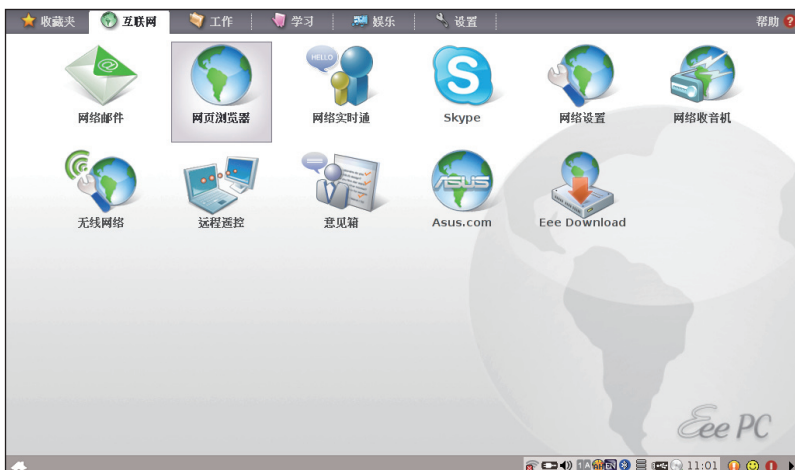 收藏夹 互联网 工作 学习 娱乐 设置 帮助 ?
@ HELLO S
网络邮件 网页浏览器 网络实时通 Skype 网络设置 网络收音机
ASUS
无线网络 远程遥控 意见箱 Asus.com Eee Download
Eee PC
1 A EN 11:01